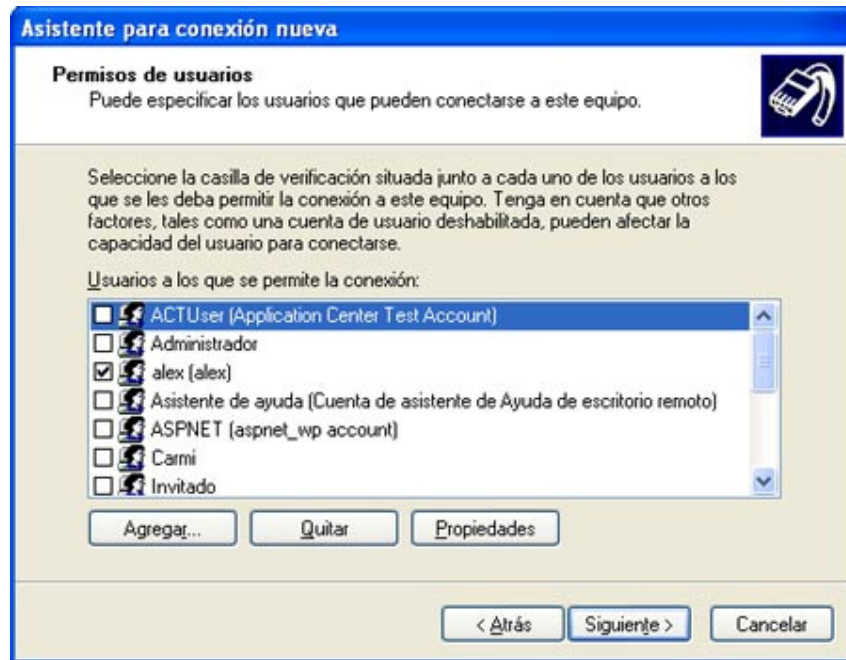 Asistente para conexión nueva
Permisos de usuarios
Puede especificar los usuarios que pueden conectarse a este equipo.
Seleccione la casilla de verificación situada junto a cada uno de los usuarios a los
que se les deba permitir la conexión a este equipo. Tenga en cuenta que otros
factores, tales como una cuenta de usuario deshabilitada, pueden afectar la
capacidad del usuario para conectarse.
Usuarios a los que se permite la conexión:
ACTUser (Application Center Test Account)
Administrador
alex (alex)
Asistente de ayuda (Cuenta de asistente de Ayuda de escritorio remoto)
ASPNET (aspnet_wp account)
Carmi
Invitado
Agregar... Quitar Propiedades
< Atrás Siguiente > Cancelar